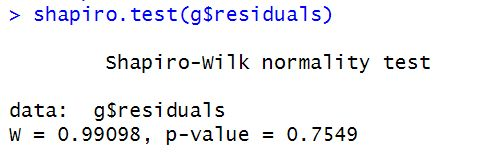 > shapiro.test(g$residuals)
Shapiro-Wilk normality test
data:  g$residuals
W = 0.99098, p-value = 0.7549